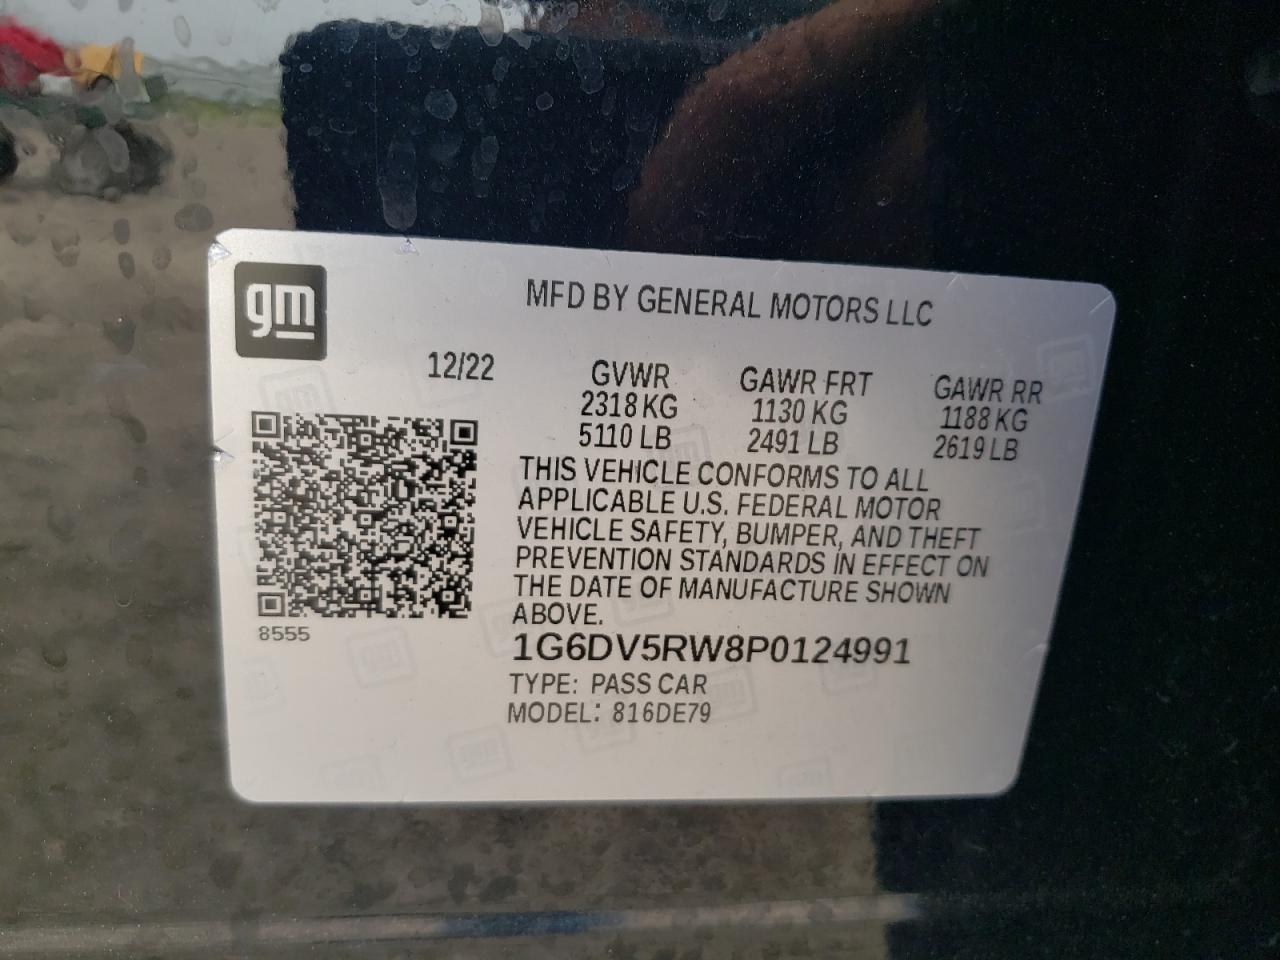 gm
MFD BY GENERAL MOTORS LLC
12/22
GVWR GAWR FRT GAWR RR
2318 KG 1130 KG 1188 KG
5110 LB 2491 LB 2619 LB
THIS VEHICLE CONFORMS TO ALL
APPLICABLE U.S. FEDERAL MOTOR
VEHICLE SAFETY, BUMPER, AND THEFT
PREVENTION STANDARDS IN EFFECT ON
THE DATE OF MANUFACTURE SHOWN
ABOVE.
8555
1G6DV5RW8P0124991
TYPE: PASS CAR
MODEL: 816DE79